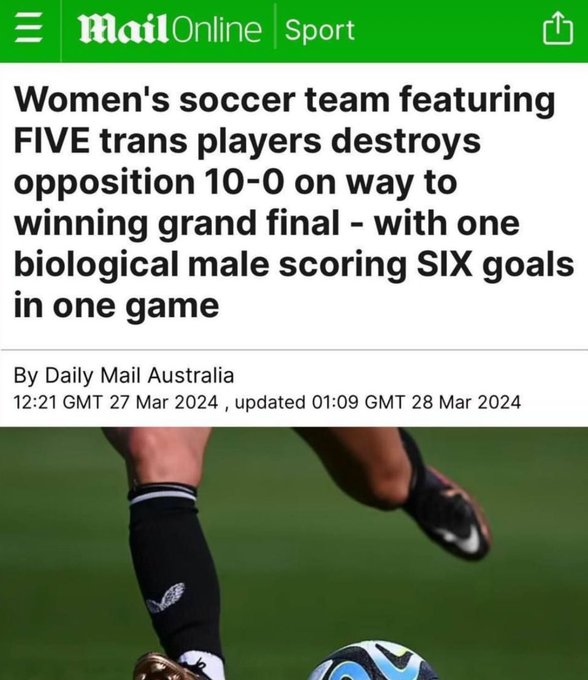 Mail Online Sport
Women's soccer team featuring
FIVE trans players destroys
opposition 10-0 on way to
winning grand final - with one
biological male scoring SIX goals
in one game
By Daily Mail Australia
12:21 GMT 27 Mar 2024 , updated 01:09 GMT 28 Mar 2024